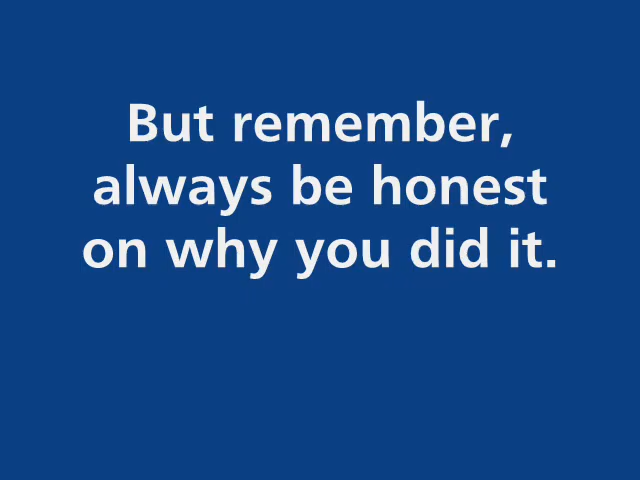 But remember,
always be honest
on why you did it.